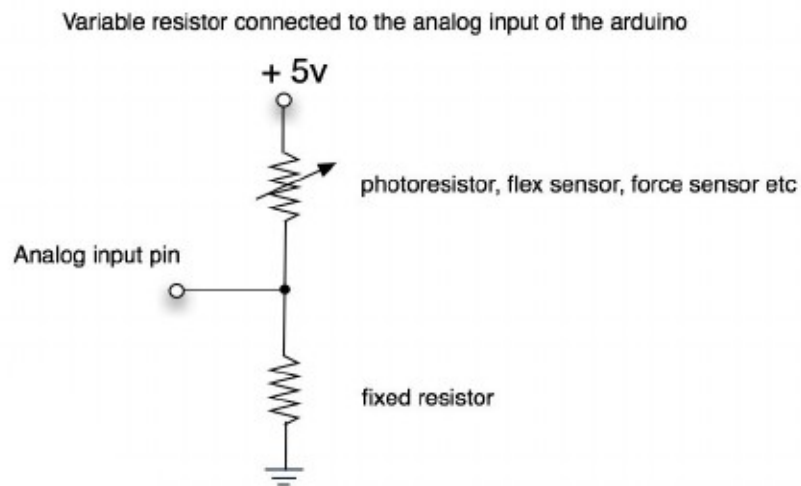 Variable resistor connected to the analog input of the arduino
+ 5v
photoresistor, flex sensor, force sensor etc
Analog input pin
fixed resistor